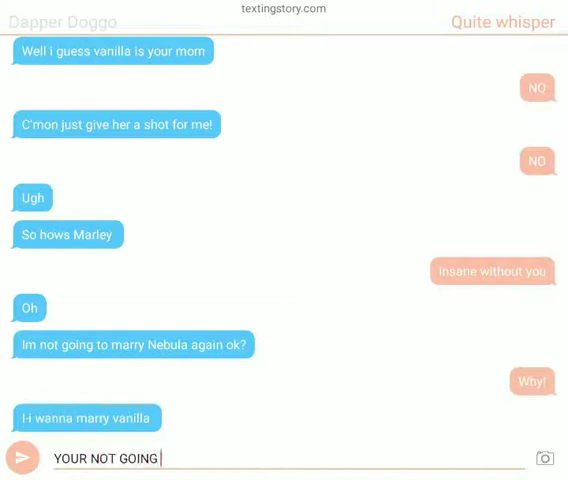 textingstory.com
Dapper Doggo
Quite whisper
Well i guess vanilla is your mom
NO
C'mon just give her a shot for me!
NO
Ugh
So hows Marley
Insane without you
Oh
Im not going to marry Nebula again ok?
Why!
I-i wanna marry vanilla
YOUR NOT GOING